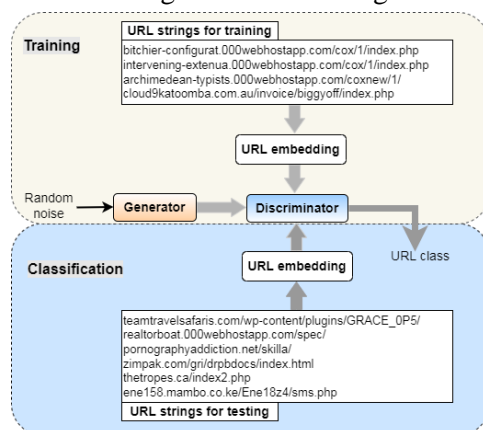 Training
URL strings for training
bitchier-configurat.000webhostapp.com/cox/1/index.php
intervening-extenua.000webhostapp.com/cox/1/index.php
archimedean-typists.000webhostapp.com/coxnew/1/
cloud9katoomba.com.au/invoice/biggyoff/index.php
URL embedding
Random
noise
Generator
Discriminator
URL class
Classification
URL embedding
teamtravelsafaris.com/wp-content/plugins/GRACE_0P5/
realtorboat.000webhostapp.com/spec/
pornographyaddiction.net/skilla/
zimpak.com/gri/drpbdocs/index.html
thetropes.ca/index2.php
ene158.mambo.co.ke/Ene18z4/sms.php
URL strings for testing